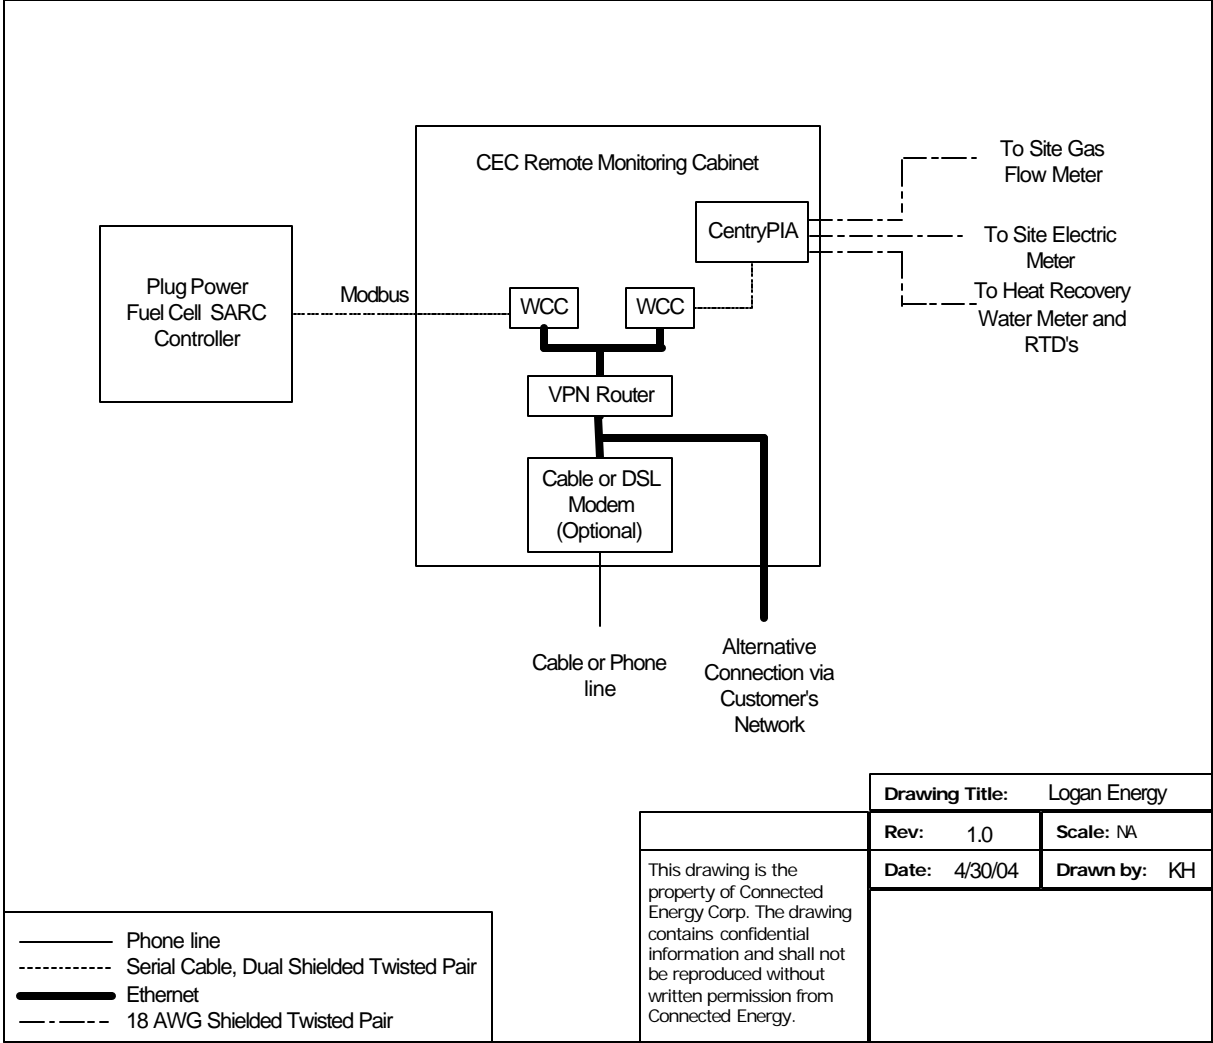 CEC Remote Monitoring Cabinet
To Site Gas
Flow Meter
CentryPIA
To Site Electric
Meter
To Heat Recovery
Water Meter and
RTD's
Plug Power
Fuel Cell SARC
Controller
Modbus
WCC
WCC
VPN Router
Cable or DSL
Modem
(Optional)
Cable or Phone
line
Alternative
Connection via
Customer's
Network
Drawing Title: Logan Energy
Rev: 1.0
Scale: NA
Date: 4/30/04
Drawn by: KH
This drawing is the
property of Connected
Energy Corp. The drawing
contains confidential
information and shall not
be reproduced without
written permission from
Connected Energy.
Phone line
Serial Cable, Dual Shielded Twisted Pair
Ethernet
18 AWG Shielded Twisted Pair